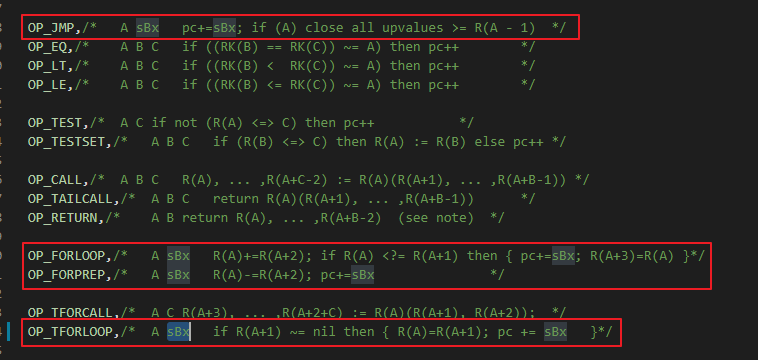 OP_JMP,/* A sBx pc+=sBx; if (A) close all upvalues >= R(A - 1) */
OP_EQ,/* A B C if ((RK(B) == RK(C)) ~= A) then pc++ */
OP_LT,/* A B C if ((RK(B) < RK(C)) ~= A) then pc++ */
OP_LE,/* A B C if ((RK(B) <= RK(C)) ~= A) then pc++ */
OP_TEST,/* A C if not (R(A) <=> C) then pc++ */
OP_TESTSET,/* A B C if (R(B) <=> C) then R(A) := R(B) else pc++ */
OP_CALL,/* A B C R(A), ... ,R(A+C-2) := R(A)(R(A+1), ... ,R(A+B-1)) */
OP_TAILCALL,/* A B C return R(A)(R(A+1), ... ,R(A+B-1)) */
OP_RETURN,/* A B return R(A), ... ,R(A+B-2) (see note) */
OP_FORLOOP,/* A sBx R(A)+=R(A+2); if R(A) <?= R(A+1) then { pc+=sBx; R(A+3)=R(A) }*/
OP_FORPREP,/* A sBx R(A)-=R(A+2); pc+=sBx */
OP_TFORCALL,/* A C R(A+3), ... ,R(A+2+C) := R(A)(R(A+1), R(A+2)); */
OP_TFORLOOP,/* A sBx if R(A+1) ~= nil then { R(A)=R(A+1); pc += sBx }*/